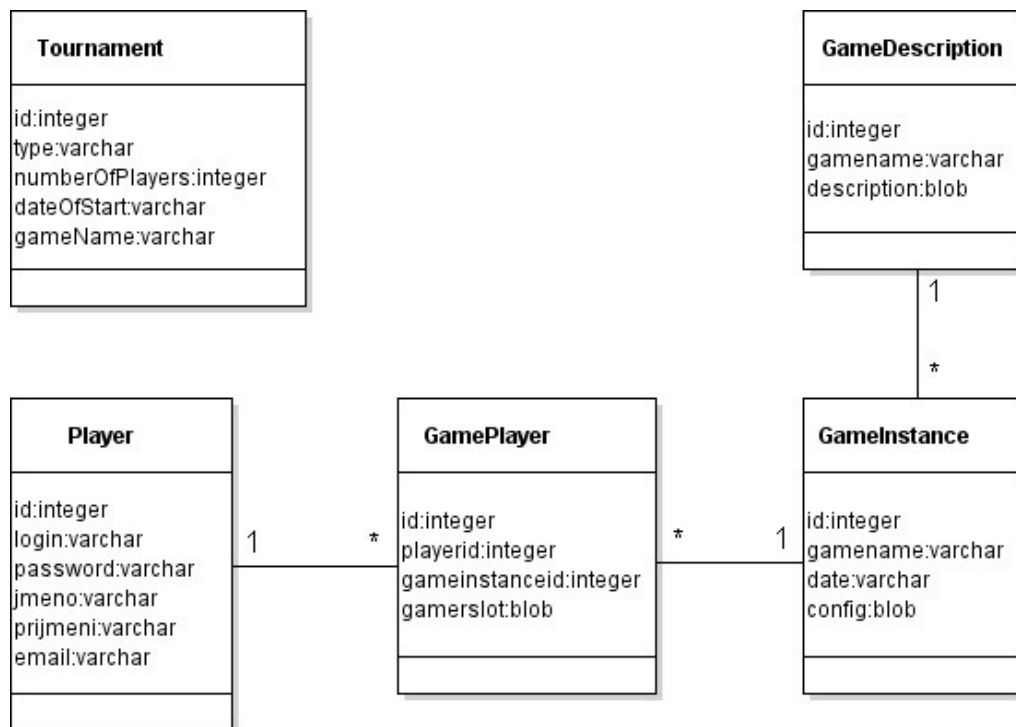 Tournament
id:integer
type:varchar
numberOfPlayers:integer
dateOfStart:varchar
gameName:varchar
GameDescription
id:integer
gamename:varchar
description:blob
1
*
Player
id:integer
login:varchar
password:varchar
jmeno:varchar
prijmeni:varchar
email:varchar
1
*
GamePlayer
id:integer
playerid:integer
gameinstanceid:integer
gamerslot:blob
*
1
GameInstance
id:integer
gamename:varchar
date:varchar
config:blob